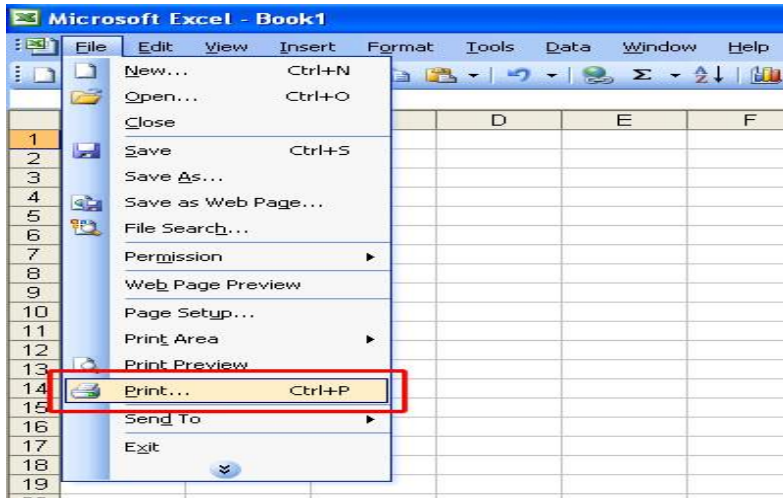 Microsoft Excel - Book1
File Edit View Insert Format Tools Data Window Help
New... Ctrl+N
Open... Ctrl+O
Close
Save Ctrl+S
Save As...
Save as Web Page...
File Search...
Permission
Web Page Preview
Page Setup...
Print Area
Print Preview
Print... Ctrl+P
Send To
Exit
D E F
1
2
3
4
5
6
7
8
9
10
11
12
13
14
15
16
17
18
19